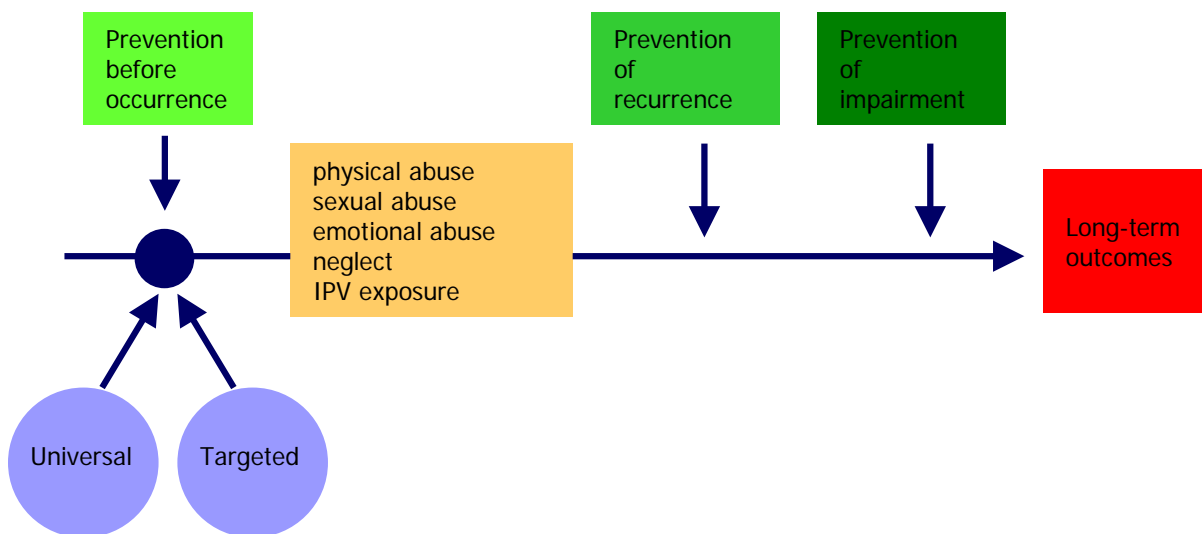 Prevention
before
occurrence
Prevention
of
recurrence
Prevention
of
impairment
physical abuse
sexual abuse
emotional abuse
neglect
IPV exposure
Long-term
outcomes
Universal
Targeted